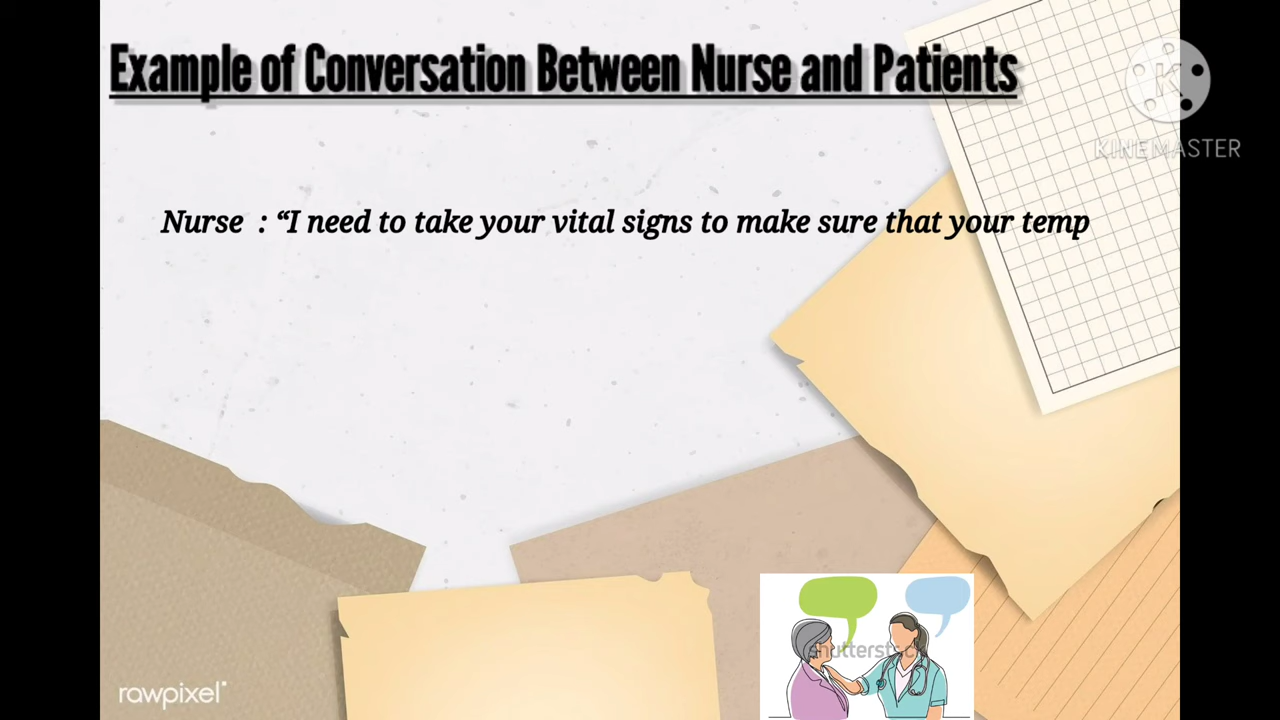 Example of Conversation Between Nurse and Patients
KINEMASTER
Nurse : “I need to take your vital signs to make sure that your temp
shutterstock
rawpixel